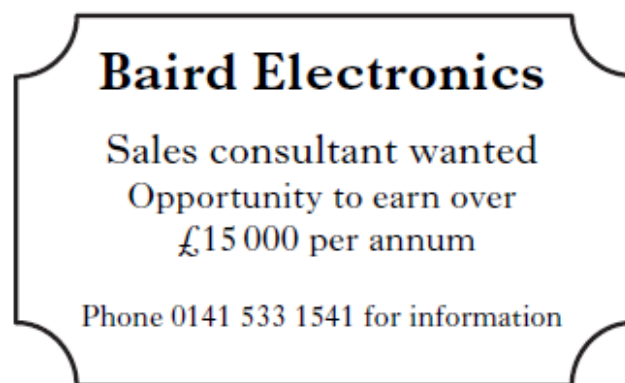 Baird Electronics
Sales consultant wanted
Opportunity to earn over
£15 000 per annum
Phone 0141 533 1541 for information